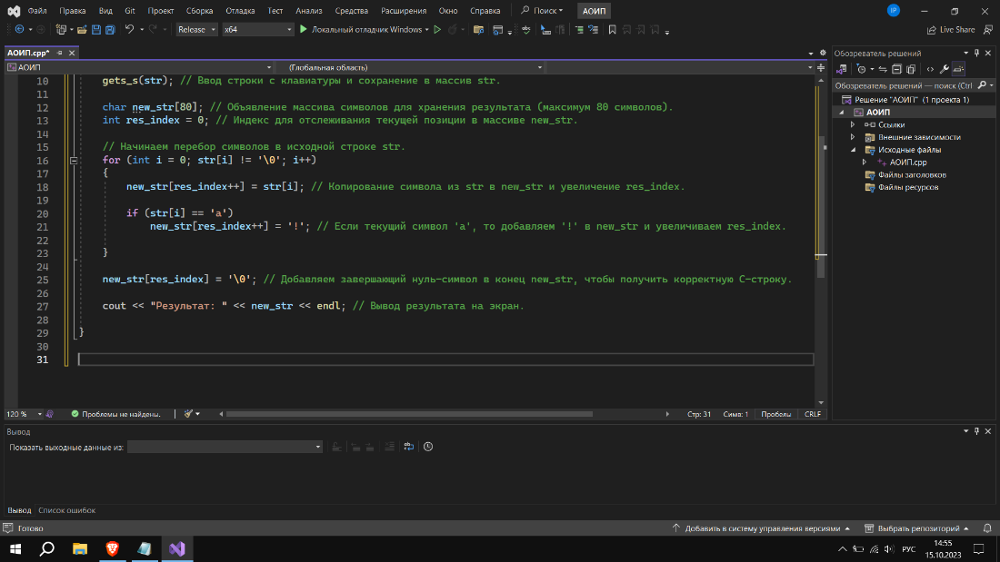 Файл Правка Вид Git Проект Сборка Отладка Тест Анализ Средства Расширения Окно Справка Поиск АОИП IP
Release x64 Локальный отладчик Windows Live Share
АОИП.cpp*
АОИП (Глобальная область)
10 gets_s(str); // Ввод строки с клавиатуры и сохранение в массив str.
11
12 char new_str[80]; // Объявление массива символов для хранения результата (максимум 80 символов).
13 int res_index = 0; // Индекс для отслеживания текущей позиции в массиве new_str.
14
15 // Начинаем перебор символов в исходной строке str.
16 for (int i = 0; str[i] != '\0'; i++)
17 {
18 new_str[res_index++] = str[i]; // Копирование символа из str в new_str и увеличение res_index.
19
20 if (str[i] == 'a')
21 new_str[res_index++] = '!'; // Если текущий символ 'a', то добавляем '!' в new_str и увеличиваем res_index.
22
23 }
24
25 new_str[res_index] = '\0'; // Добавляем завершающий нуль-символ в конец new_str, чтобы получить корректную C-строку.
26
27 cout << "Результат: " << new_str << endl; // Вывод результата на экран.
28
29 }
30
31
120 % Проблемы не найдены. Стр: 31 Симв: 1 Пробелы CRLF
Обозреватель решений
Обозреватель решений — поиск (Ctrl
Решение "АОИП" (1 проекта 1)
АОИП
Ссылки
Внешние зависимости
Исходные файлы
АОИП.cpp
Файлы заголовков
Файлы ресурсов
Вывод
Показать выходные данные из:
Вывод Список ошибок
Готово Добавить в систему управления версиями Выбрать репозиторий
РУС 14:55
15.10.2023